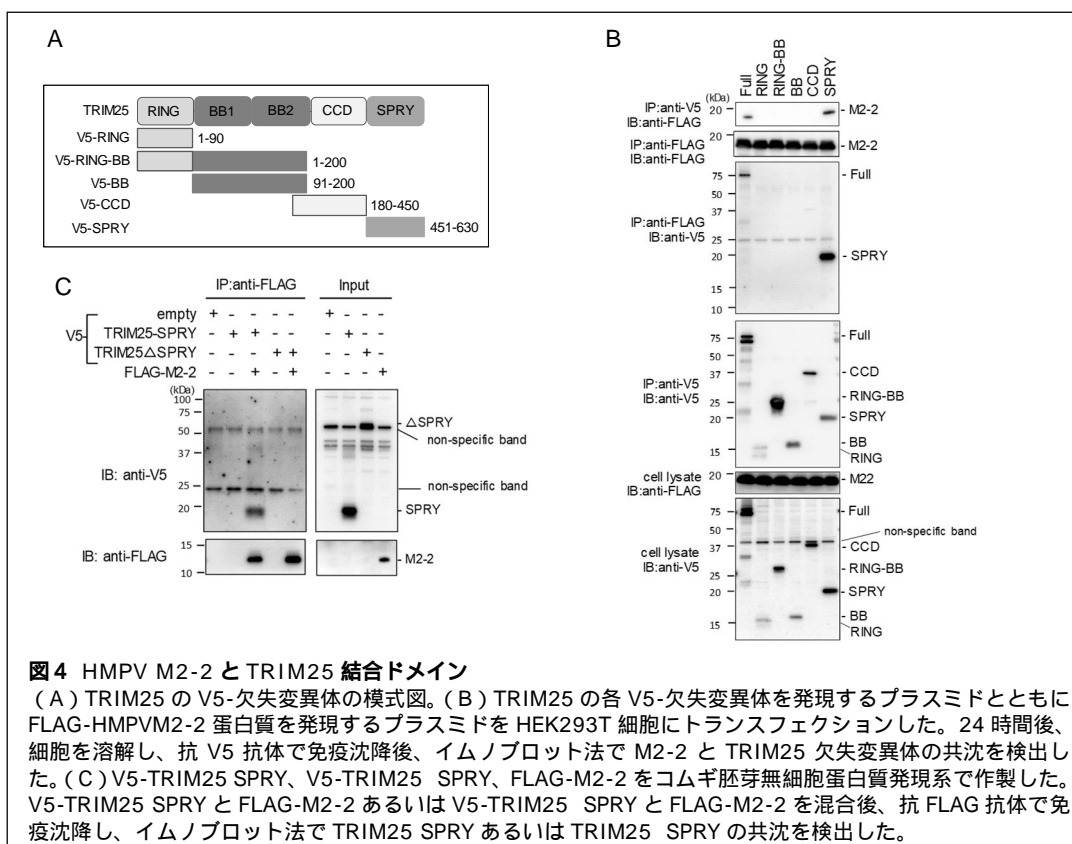 A
TRIM25 RING BB1 BB2 CCD SPRY
V5-RING 1-90
V5-RING-BB 1-200
V5-BB 91-200
V5-CCD 180-450
V5-SPRY 451-630
B
Full RING RING-BB BB CCD SPRY
(kDa)
IP:anti-V5 20 M2-2
IB:anti-FLAG
IP:anti-FLAG 20 M2-2
IB:anti-FLAG
75 Full
50
37
IP:anti-FLAG
IB:anti-V5 25
20 SPRY
15
10
75 Full
50
37 CCD
IP:anti-V5 RING-BB
IB:anti-V5 25
20 SPRY
15 BB
RING
cell lysate 20 M22
IB:anti-FLAG
75 Full
50 non-specific band
37 CCD
cell lysate RING-BB
IB:anti-V5 25
20 SPRY
BB
15 RING
C
IP:anti-FLAG Input
empty + - - - - + - - -
V5 TRIM25-SPRY - + + - - - + - -
TRIM25△SPRY - - - + + - - + -
FLAG-M2-2 - - + - + - - - +
(kDa)
100
75
△SPRY
50 non-specific band
37
IB: anti-V5
25 non-specific band
20 SPRY
15
IB: anti-FLAG M2-2
10
図4 HMPV M2-2 と TRIM25 結合ドメイン
(A)TRIM25 の V5-欠失変異体の模式図。(B)TRIM25 の各 V5-欠失変異体を発現するプラスミドとともに
FLAG-HMPVM2-2 蛋白質を発現するプラスミドを HEK293T 細胞にトランスフェクションした。24 時間後、
細胞を溶解し、抗 V5 抗体で免疫沈降後、イムノブロット法で M2-2 と TRIM25 欠失変異体の共沈を検出し
た。(C)V5-TRIM25 SPRY、V5-TRIM25 SPRY、FLAG-M2-2 をコムギ胚芽無細胞蛋白質発現系で作製した。
V5-TRIM25 SPRY と FLAG-M2-2 あるいは V5-TRIM25 SPRY と FLAG-M2-2 を混合後、抗 FLAG 抗体で免
疫沈降し、イムノブロット法で TRIM25 SPRY あるいは TRIM25 SPRY の共沈を検出した。